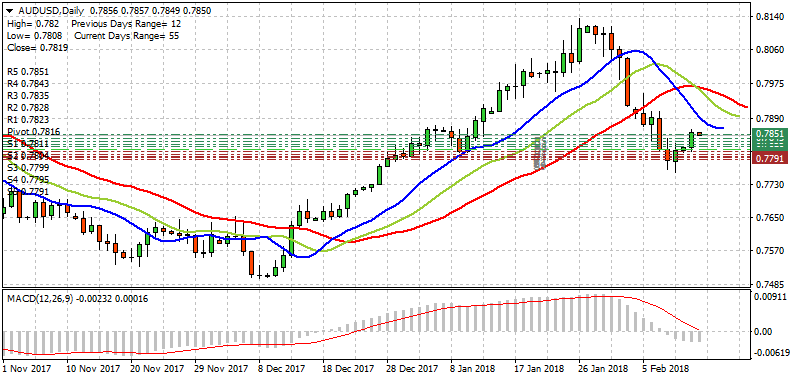 AUDUSD,Daily 0.7856 0.7857 0.7849 0.7850
High= 0.782 Previous Days Range= 12
Low= 0.7808 Current Days Range= 55
Close= 0.7819
R5 0.7851
R4 0.7843
R3 0.7835
R2 0.7828
R1 0.7823
Pivot 0.7816
S1 0.7811
S2 0.7804
S3 0.7799
S4 0.7795
0.7791
0.8140
0.8060
0.7975
0.7890
0.7851
0.7791
0.7730
0.7650
0.7570
0.7485
MACD(12,26,9) -0.00232 0.00016
0.00911
0.00
-0.00619
1 Nov 2017 10 Nov 2017 20 Nov 2017 29 Nov 2017 8 Dec 2017 18 Dec 2017 28 Dec 2017 8 Jan 2018 17 Jan 2018 26 Jan 2018 5 Feb 2018